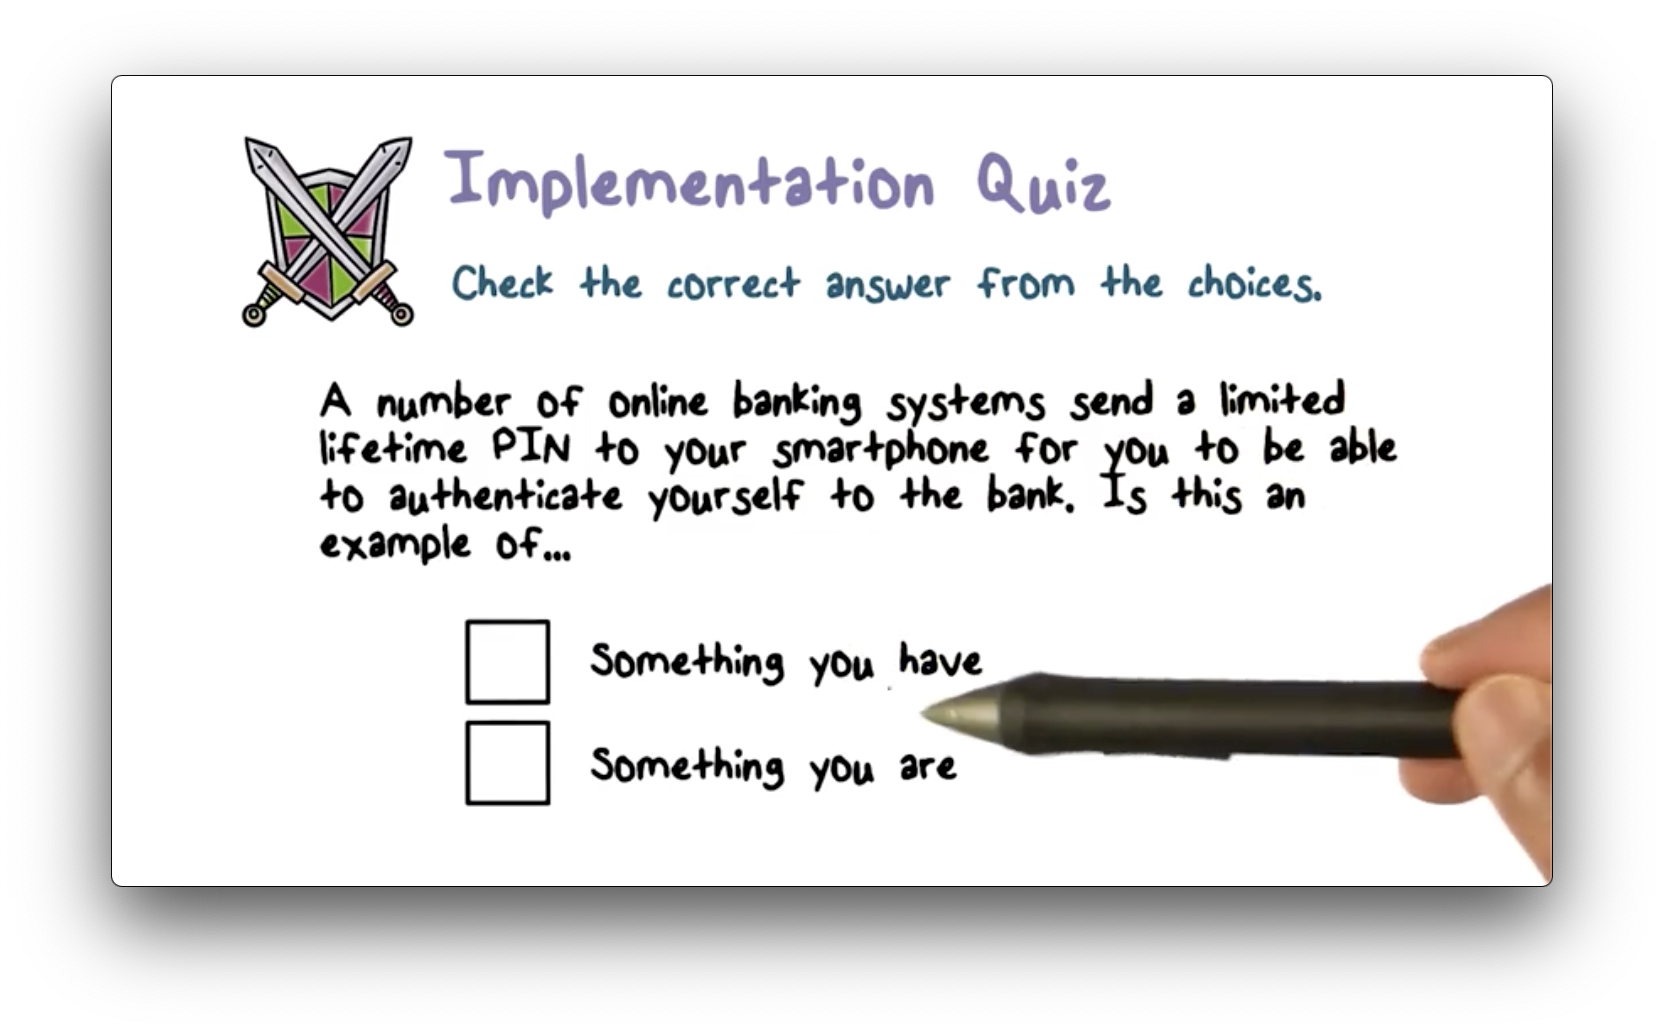 Implementation Quiz
Check the correct answer from the choices.
A number of online banking systems send a limited
lifetime PIN to your smartphone for you to be able
to authenticate yourself to the bank. Is this an
example of...
Something you have
Something you are